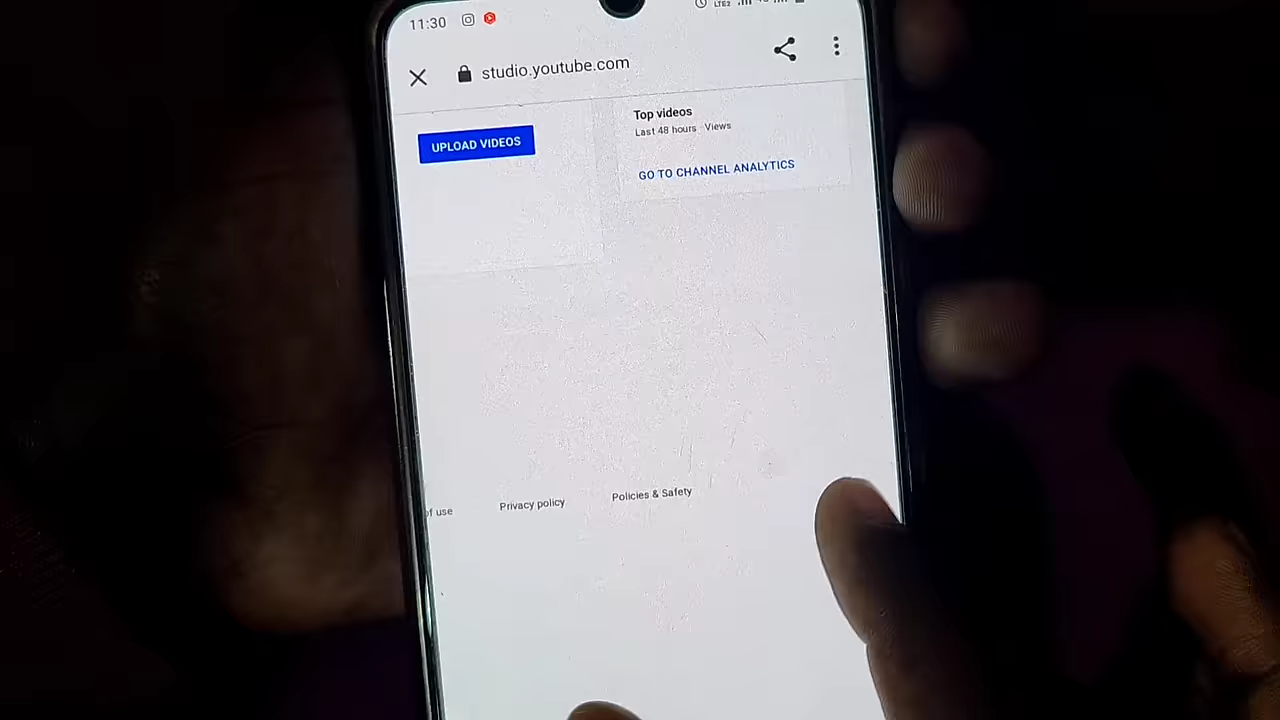 11:30
LTE2
studio.youtube.com
UPLOAD VIDEOS
Top videos
Last 48 hours · Views
GO TO CHANNEL ANALYTICS
of use
Privacy policy
Policies & Safety